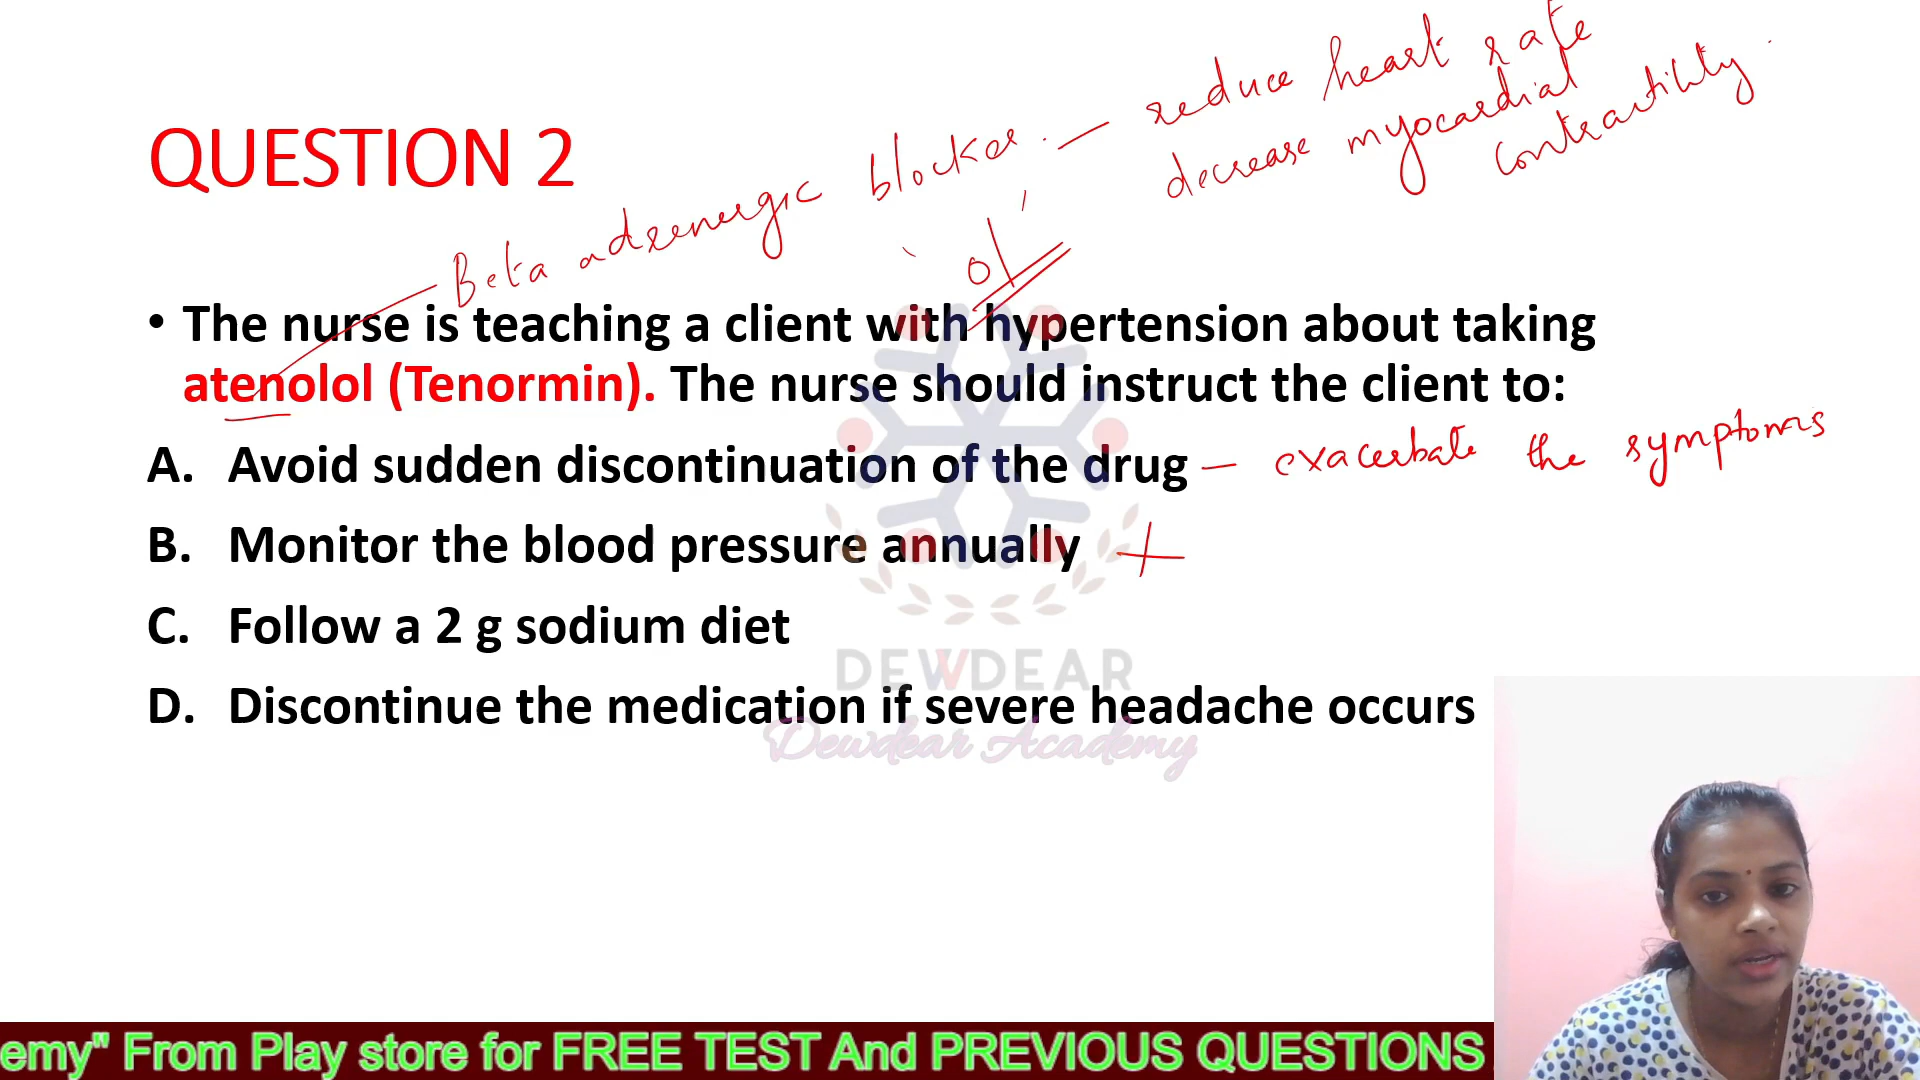 reduce heart rate
decrease myocardial
contractility
QUESTION 2
Beta adrenergic blocker. —
ol
• The nurse is teaching a client with hypertension about taking
atenolol (Tenormin). The nurse should instruct the client to:
A. Avoid sudden discontinuation of the drug – exacerbate the symptoms
B. Monitor the blood pressure annually
C. Follow a 2 g sodium diet
DEWDEAR
D. Discontinue the medication if severe headache occurs
Dewdear Academy
emy" From Play store for FREE TEST And PREVIOUS QUESTIONS